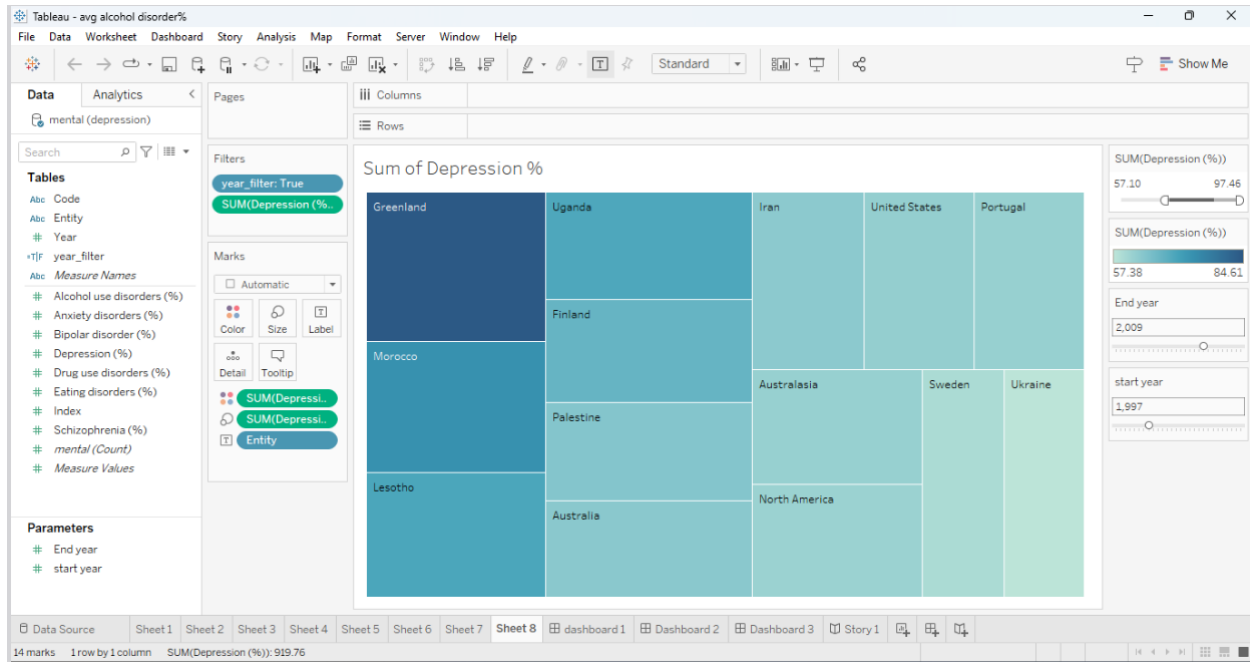 Tableau - avg alcohol disorder%
File Data Worksheet Dashboard Story Analysis Map Format Server Window Help
Standard
Show Me
Data Analytics
mental (depression)
Search
Tables
Abc Code
Abc Entity
# Year
T|F year_filter
Abc Measure Names
# Alcohol use disorders (%)
# Anxiety disorders (%)
# Bipolar disorder (%)
# Depression (%)
# Drug use disorders (%)
# Eating disorders (%)
# Index
# Schizophrenia (%)
# mental (Count)
# Measure Values
Parameters
# End year
# start year
Pages
Filters
year_filter: True
SUM(Depression (%..
Marks
Automatic
Color Size Label
Detail Tooltip
SUM(Depressi..
SUM(Depressi..
Entity
Columns
Rows
Sum of Depression %
Greenland
Morocco
Lesotho
Uganda
Finland
Palestine
Australia
Iran
United States
Portugal
Australasia
North America
Sweden
Ukraine
SUM(Depression (%))
57.10 97.46
SUM(Depression (%))
57.38 84.61
End year
2,009
start year
1,997
Data Source Sheet 1 Sheet 2 Sheet 3 Sheet 4 Sheet 5 Sheet 6 Sheet 7 Sheet 8 dashboard 1 Dashboard 2 Dashboard 3 Story 1
14 marks 1 row by 1 column SUM(Depression (%)): 919.76